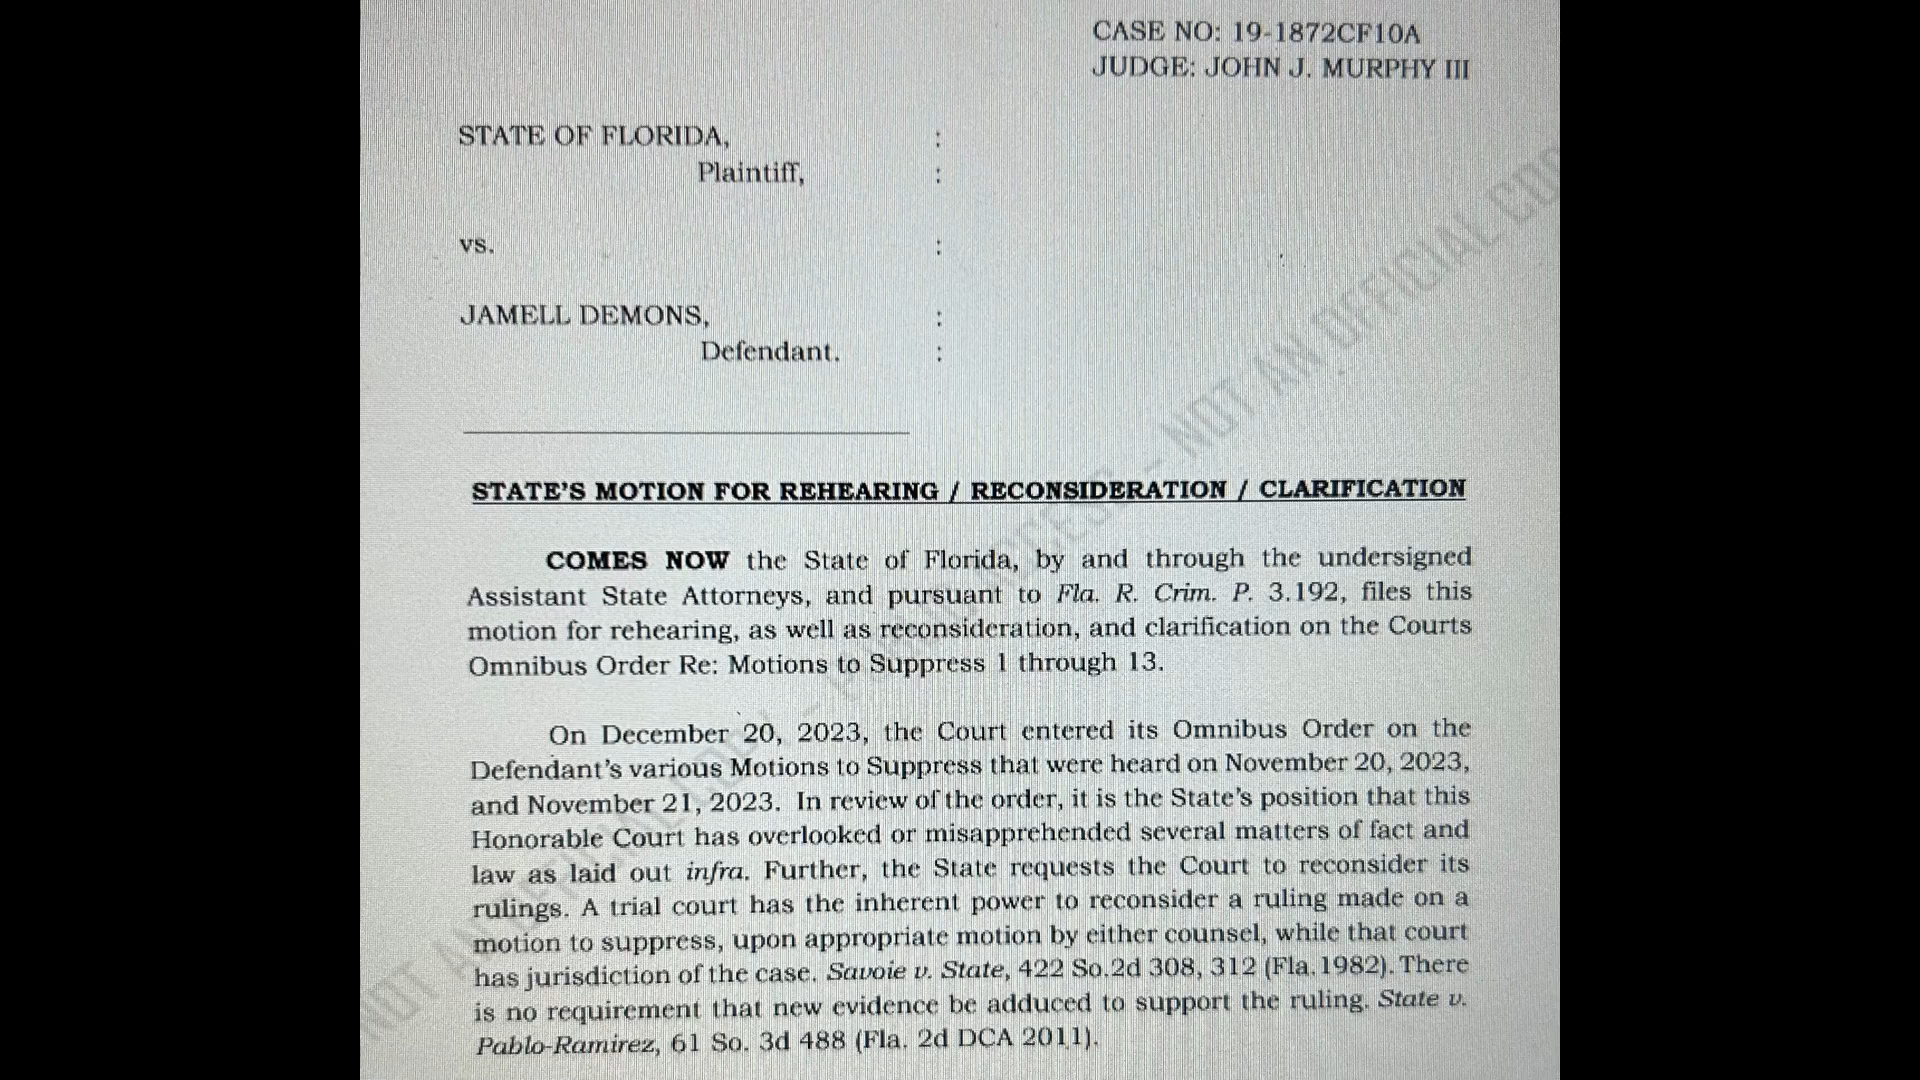 CASE NO: 19-1872CF10A
JUDGE: JOHN J. MURPHY III
STATE OF FLORIDA, :
Plaintiff, :
vs. :
JAMELL DEMONS, :
Defendant. :
STATE'S MOTION FOR REHEARING / RECONSIDERATION / CLARIFICATION
COMES NOW the State of Florida, by and through the undersigned
Assistant State Attorneys, and pursuant to Fla. R. Crim. P. 3.192, files this
motion for rehearing, as well as reconsideration, and clarification on the Courts
Omnibus Order Re: Motions to Suppress 1 through 13.
On December 20, 2023, the Court entered its Omnibus Order on the
Defendant's various Motions to Suppress that were heard on November 20, 2023,
and November 21, 2023. In review of the order, it is the State's position that this
Honorable Court has overlooked or misapprehended several matters of fact and
law as laid out infra. Further, the State requests the Court to reconsider its
rulings. A trial court has the inherent power to reconsider a ruling made on a
motion to suppress, upon appropriate motion by either counsel, while that court
has jurisdiction of the case. Savoie v. State, 422 So.2d 308, 312 (Fla. 1982). There
is no requirement that new evidence be adduced to support the ruling. State v.
Pablo-Ramirez, 61 So. 3d 488 (Fla. 2d DCA 2011).
NOT AN OFFICIAL